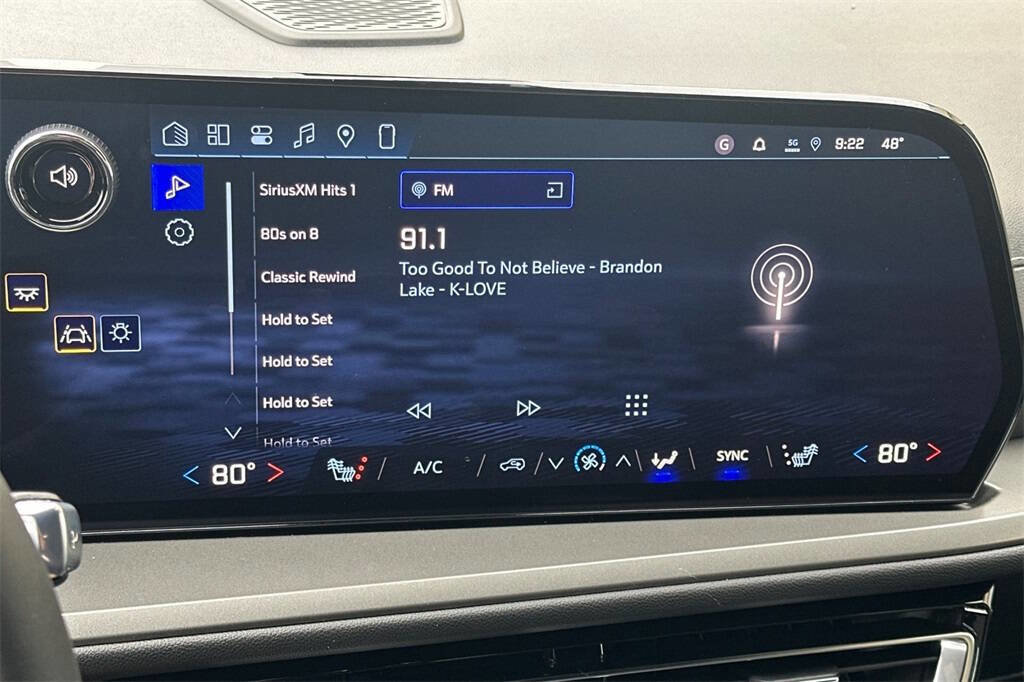 G 5G 9:22 48°
SiriusXM Hits 1
FM
80s on 8
91.1
Classic Rewind
Too Good To Not Believe - Brandon
Lake - K-LOVE
Hold to Set
Hold to Set
Hold to Set
Hold to Set
80° A/C SYNC 80°